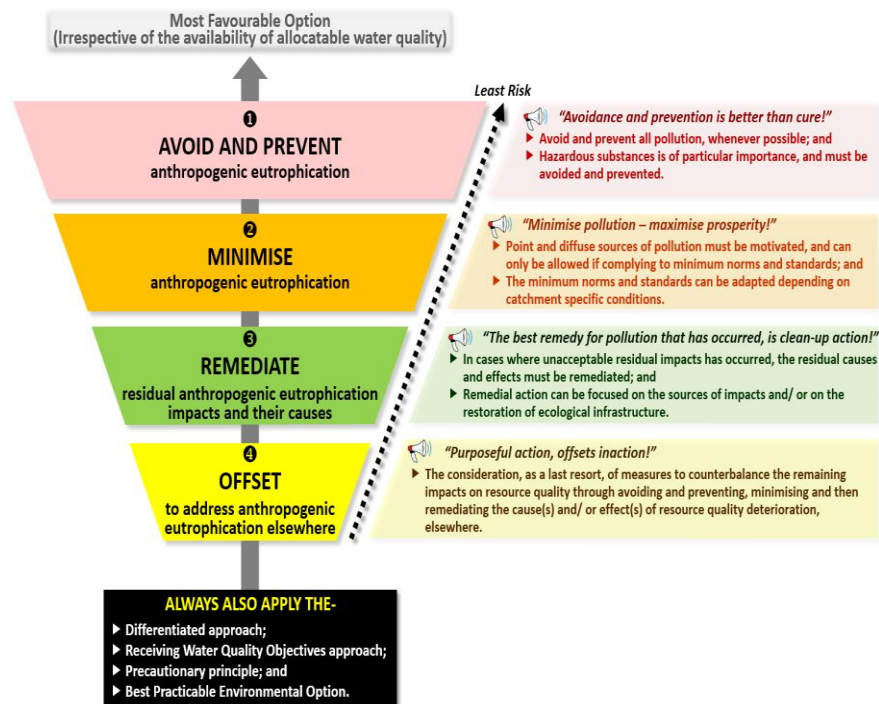 Most Favourable Option
(Irrespective of the availability of allocatable water quality)
Least Risk
❶
AVOID AND PREVENT
anthropogenic eutrophication
“Avoidance and prevention is better than cure!”
▶ Avoid and prevent all pollution, whenever possible; and
▶ Hazardous substances is of particular importance, and must be
avoided and prevented.
❷
MINIMISE
anthropogenic eutrophication
“Minimise pollution – maximise prosperity!”
▶ Point and diffuse sources of pollution must be motivated, and can
only be allowed if complying to minimum norms and standards; and
▶ The minimum norms and standards can be adapted depending on
catchment specific conditions.
❸
REMEDIATE
residual anthropogenic eutrophication
impacts and their causes
“The best remedy for pollution that has occurred, is clean-up action!”
▶ In cases where unacceptable residual impacts has occurred, the residual causes
and effects must be remediated; and
▶ Remedial action can be focused on the sources of impacts and/ or on the
restoration of ecological infrastructure.
❹
OFFSET
to address anthropogenic
eutrophication elsewhere
“Purposeful action, offsets inaction!”
▶ The consideration, as a last resort, of measures to counterbalance the remaining
impacts on resource quality through avoiding and preventing, minimising and then
remediating the cause(s) and/ or effect(s) of resource quality deterioration,
elsewhere.
ALWAYS ALSO APPLY THE-
▶ Differentiated approach;
▶ Receiving Water Quality Objectives approach;
▶ Precautionary principle; and
▶ Best Practicable Environmental Option.